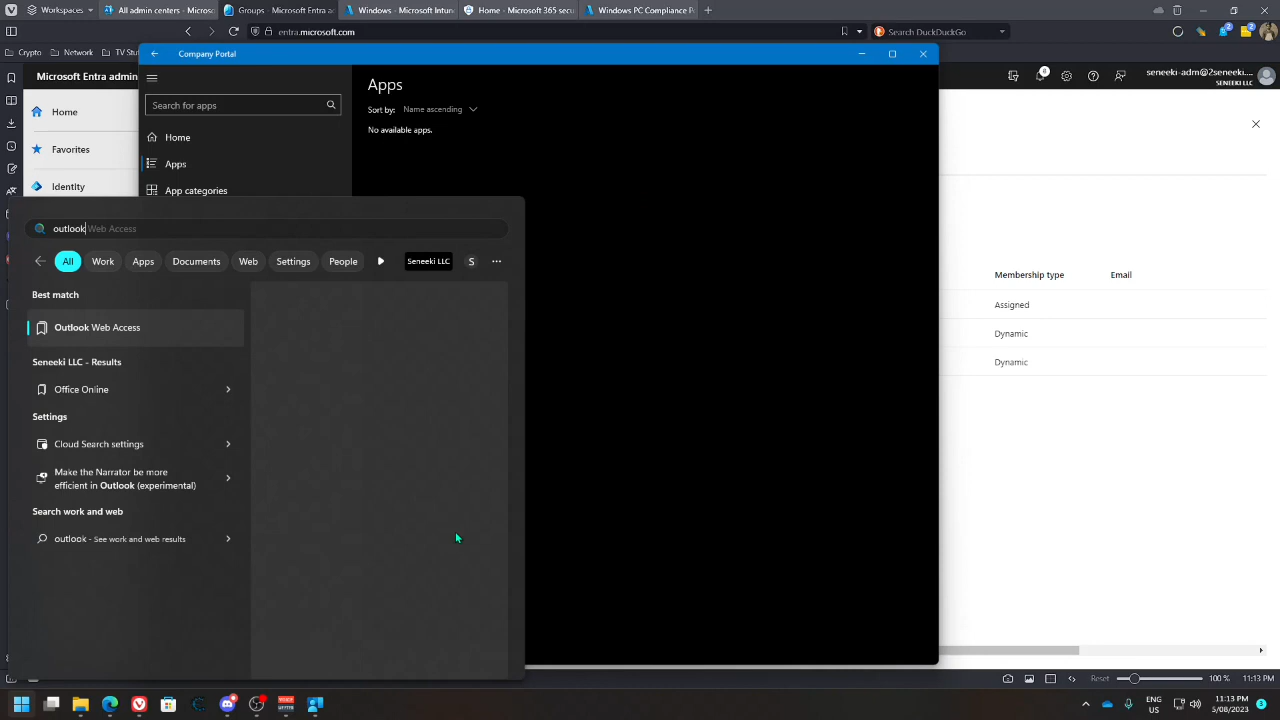 Workspaces
All admin centers - Microso
Groups - Microsoft Entra a
Windows - Microsoft Intun
Home - Microsoft 365 secu
Windows PC Compliance Po
entra.microsoft.com
Search DuckDuckGo
Crypto
Network
TV Stu
Company Portal
Microsoft Entra admin
8
seneeki-adm@2seneeki....
SENEEKI LLC
Home
Favorites
Identity
Search for apps
Home
Apps
App categories
Apps
Sort by: Name ascending
No available apps.
outlook Web Access
All
Work
Apps
Documents
Web
Settings
People
Seneeki LLC
S
Best match
Outlook Web Access
Seneeki LLC - Results
Office Online
Settings
Cloud Search settings
Make the Narrator be more
efficient in Outlook (experimental)
Search work and web
outlook - See work and web results
Membership type
Email
Assigned
Dynamic
Dynamic
Reset
100 %
11:13 PM
ENG
US
11:13 PM
5/08/2023
3